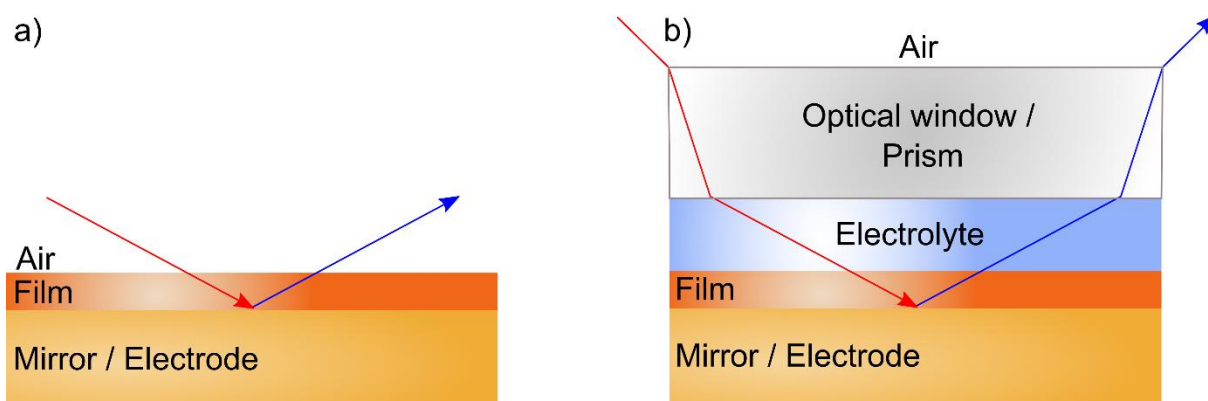 a)
Air
Film
Mirror / Electrode
b)
Air
Optical window /
Prism
Electrolyte
Film
Mirror / Electrode